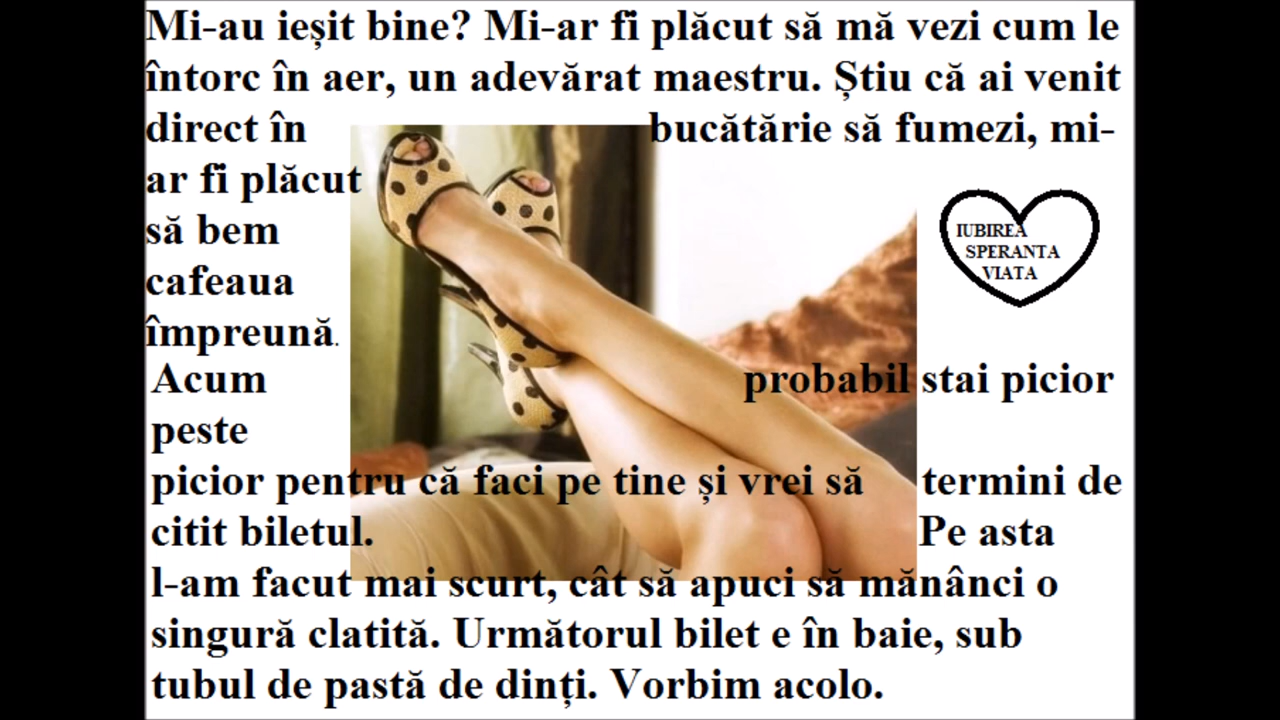 Mi-au ieșit bine? Mi-ar fi plăcut să mă vezi cum le
întorc în aer, un adevărat maestru. Știu că ai venit
direct în bucătărie să fumezi, mi-
ar fi plăcut
să bem
cafeaua
împreună.
IUBIREA
SPERANTA
VIATA
Acum probabil stai picior
peste
picior pentru că faci pe tine și vrei să termini de
citit biletul. Pe asta
l-am facut mai scurt, cât să apuci să mănânci o
singură clatită. Următorul bilet e în baie, sub
tubul de pastă de dinți. Vorbim acolo.